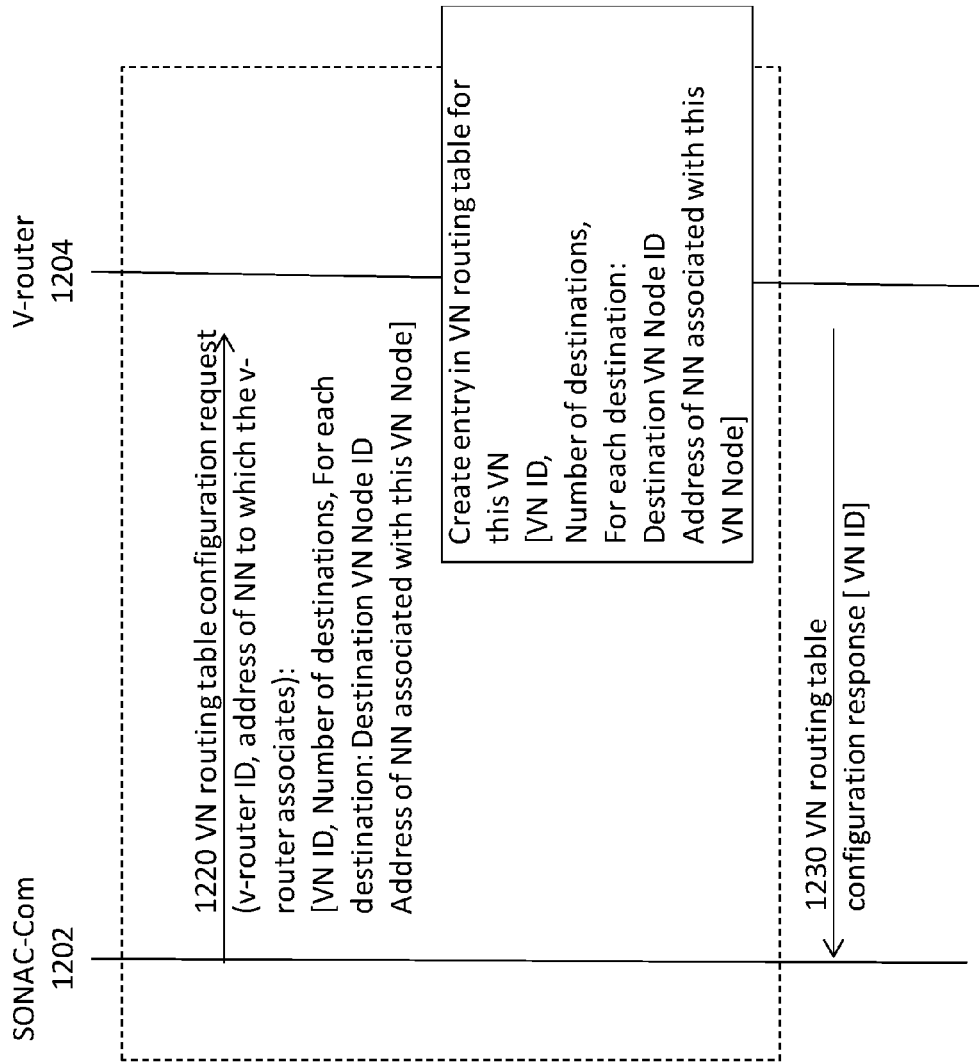 SONAC-Com
1202
V-router
1204
1220 VN routing table configuration request
(v-router ID, address of NN to which the v-
router associates):
[VN ID, Number of destinations, For each
destination: Destination VN Node ID
Address of NN associated with this VN Node]
Create entry in VN routing table for
this VN
[VN ID,
Number of destinations,
For each destination:
Destination VN Node ID
Address of NN associated with this
VN Node]
1230 VN routing table
configuration response [ VN ID]